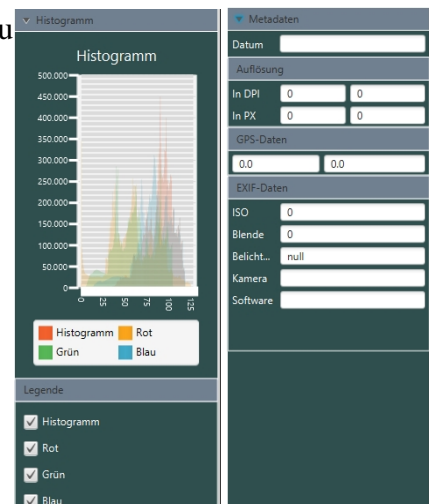 u
Histogramm
Histogramm
500.000
450.000
400.000
350.000
300.000
250.000
200.000
150.000
100.000
50.000
0
0 25 50 75 100 125
Histogramm Rot
Grün Blau
Legende
Histogramm
Rot
Grün
Blau
Metadaten
Datum
Auflösung
In DPI 0 0
In PX 0 0
GPS-Daten
0.0 0.0
EXIF-Daten
ISO 0
Blende 0
Belicht... null
Kamera
Software